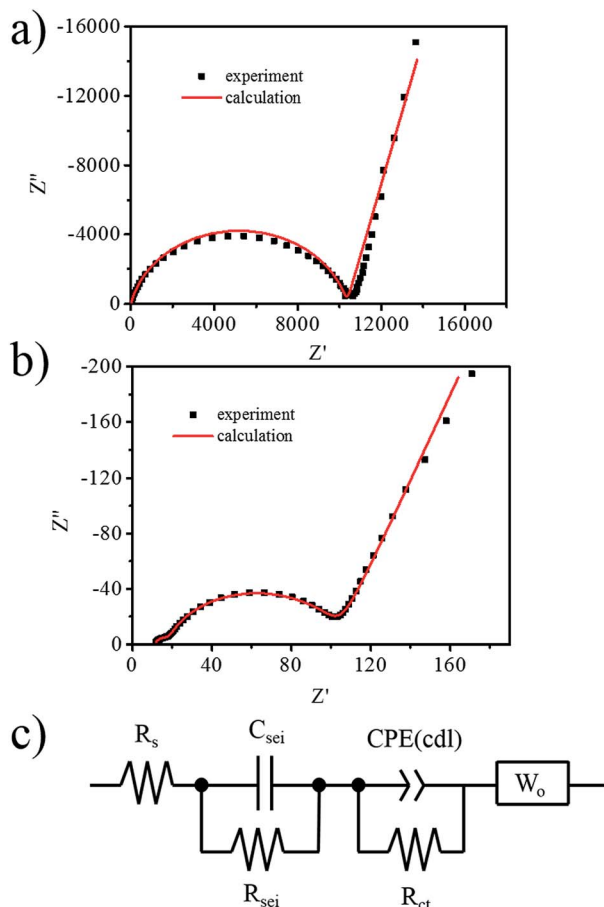 a)
-16000
-12000
-8000
-4000
0
Z"
experiment
calculation
0 4000 8000 12000 16000
Z'
b)
-200
-160
-120
-80
-40
0
Z"
experiment
calculation
0 40 80 120 160
Z'
c)
Rs
Csei
CPE(cdl)
Wo
Rsei
Rct